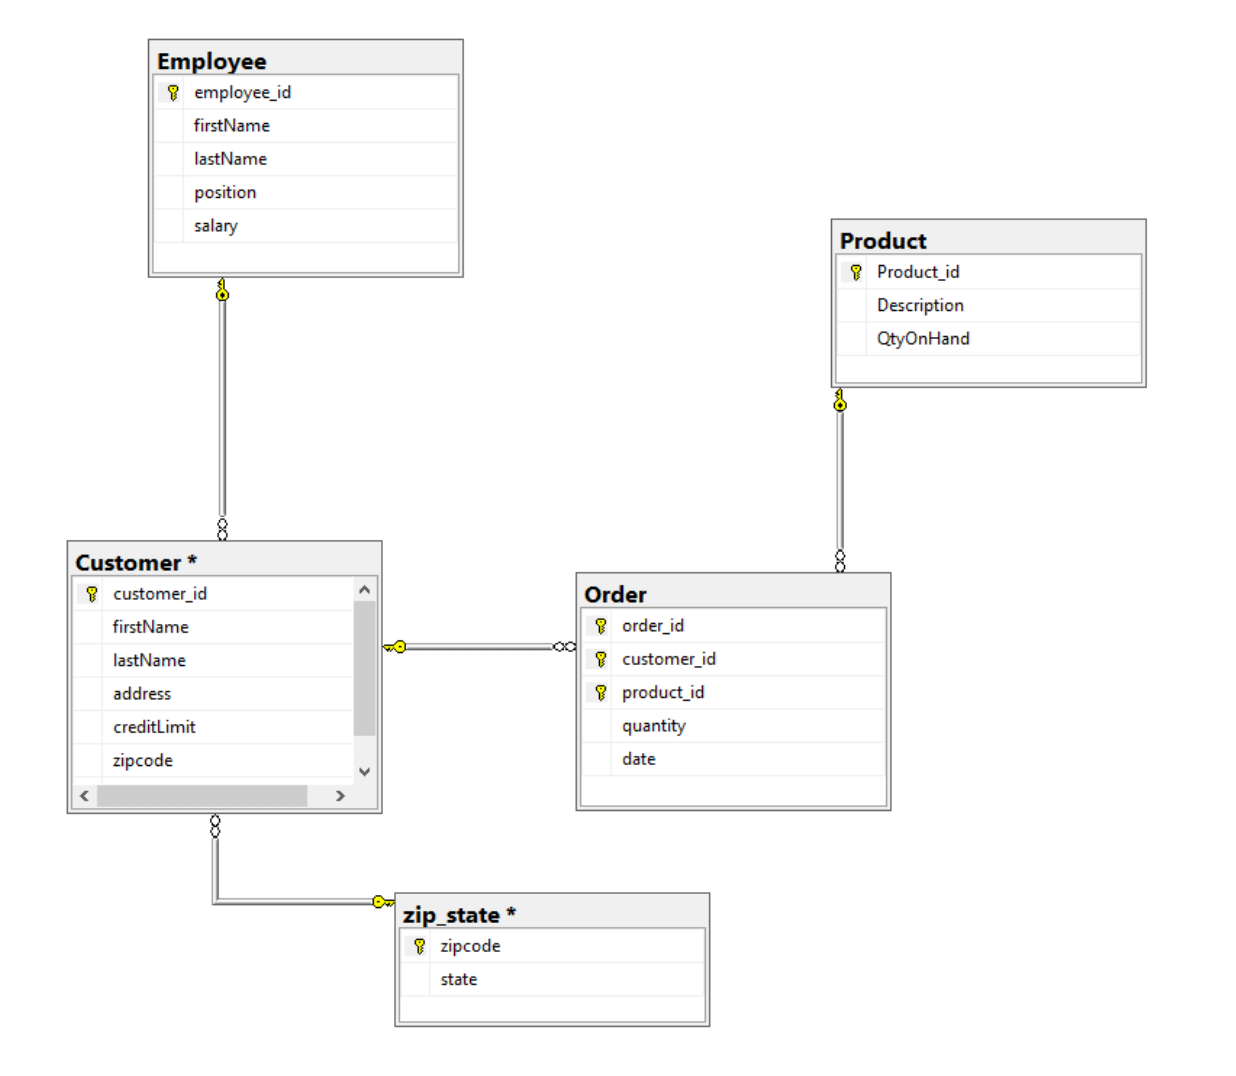 Employee
employee_id
firstName
lastName
position
salary
Product
Product_id
Description
QtyOnHand
Customer *
customer_id
firstName
lastName
address
creditLimit
zipcode
Order
order_id
customer_id
product_id
quantity
date
zip_state *
zipcode
state